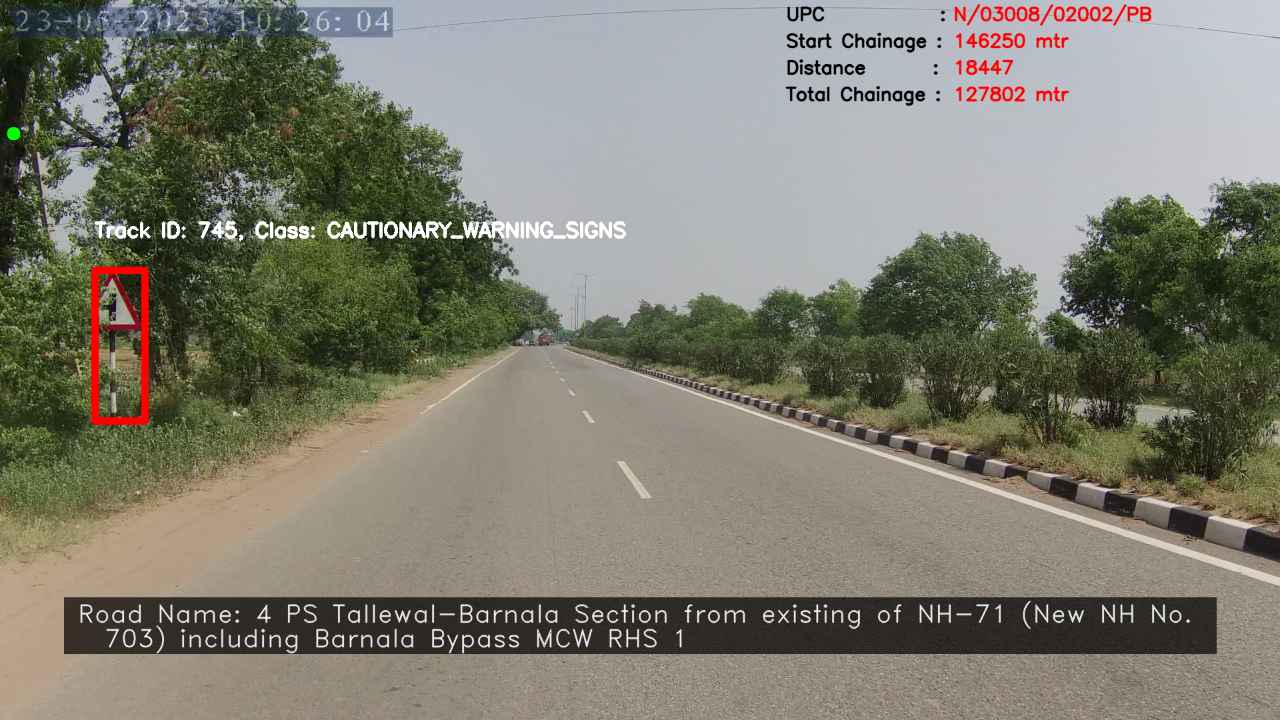 23-05-2025 10:26:04
UPC : N/03008/02002/PB
Start Chainage : 146250 mtr
Distance : 18447
Total Chainage : 127802 mtr
Track ID: 745, Class: CAUTIONARY_WARNING_SIGNS
Road Name: 4 PS Tallewal-Barnala Section from existing of NH-71 (New NH No.
703) including Barnala Bypass MCW RHS 1